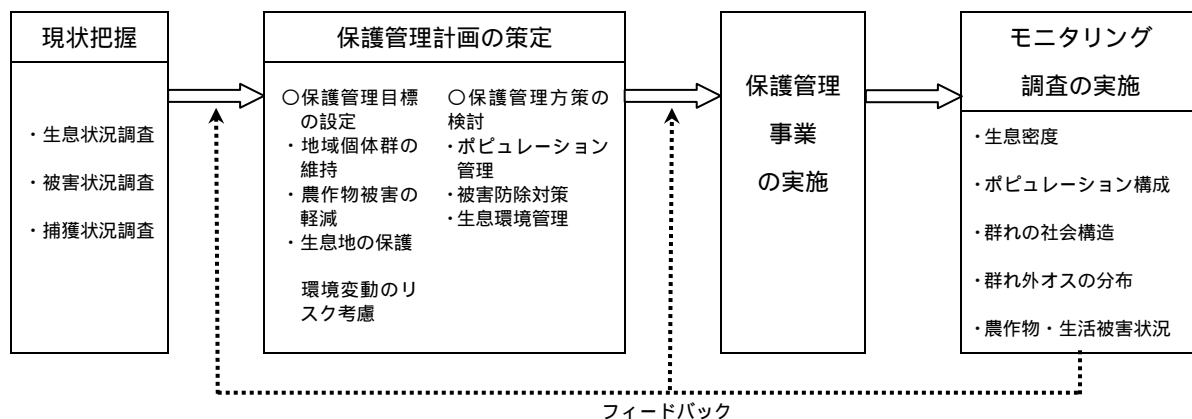 現状把握
・生息状況調査
・被害状況調査
・捕獲状況調査
保護管理計画の策定
○保護管理目標
の設定
・地域個体群の
維持
・農作物被害の
軽減
・生息地の保護
環境変動のリ
スク考慮
○保護管理方策の
検討
・ポピュレーション
管理
・被害防除対策
・生息環境管理
保護管理
事業
の実施
モニタリング
調査の実施
・生息密度
・ポピュレーション構成
・群れの社会構造
・群れ外オスの分布
・農作物・生活被害状況
フィードバック